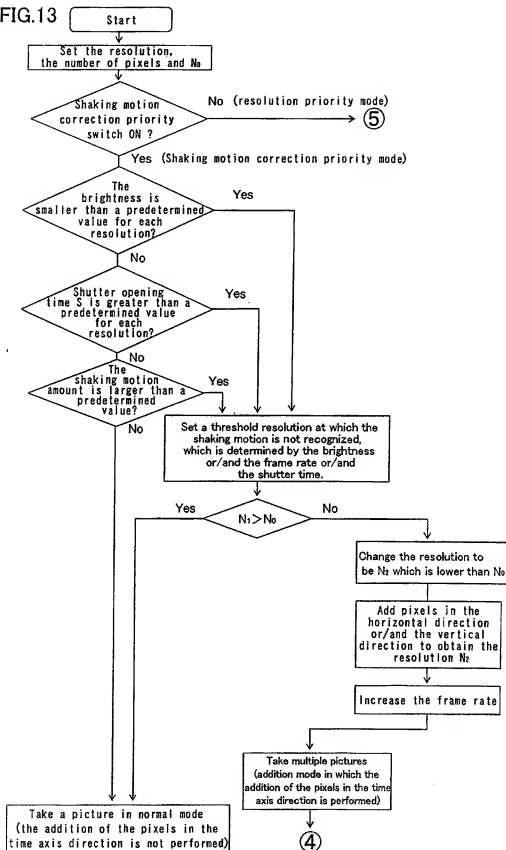 FIG.13
Start
Set the resolution,
the number of pixels and N₀
Shaking motion
correction priority
switch ON ?
No (resolution priority mode)
⑤
Yes (Shaking motion correction priority mode)
The
brightness is
smaller than a predetermined
value for each
resolution?
Yes
No
Shutter opening
time S is greater than a
predetermined value
for each
resolution?
Yes
No
The
shaking motion
amount is larger than a
predetermined
value?
Yes
No
Set a threshold resolution at which the
shaking motion is not recognized,
which is determined by the brightness
or/and the frame rate or/and
the shutter time.
Yes
N₁>N₀
No
Change the resolution to
be N₂ which is lower than N₀
Add pixels in the
horizontal direction
or/and the vertical
direction to obtain the
resolution N₂
Increase the frame rate
Take multiple pictures
(addition mode in which the
addition of the pixels in the time
axis direction is performed)
④
Take a picture in normal mode
(the addition of the pixels in the
time axis direction is not performed)